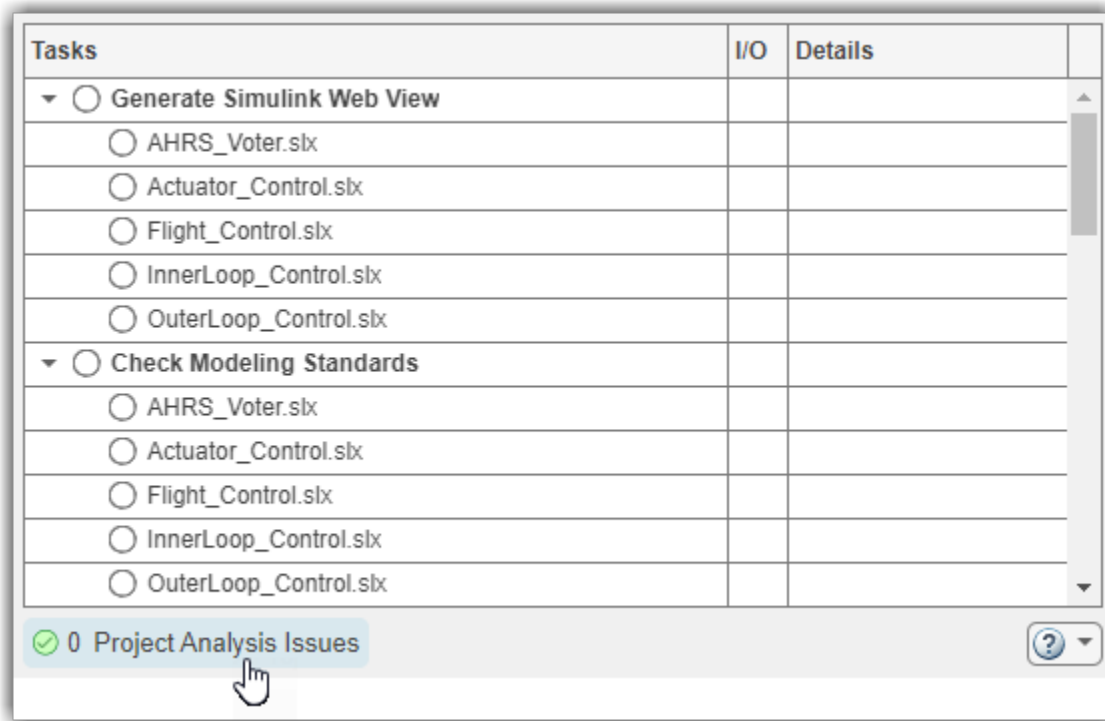 Tasks I/O Details
Generate Simulink Web View
AHRS_Voter.slx
Actuator_Control.slx
Flight_Control.slx
InnerLoop_Control.slx
OuterLoop_Control.slx
Check Modeling Standards
AHRS_Voter.slx
Actuator_Control.slx
Flight_Control.slx
InnerLoop_Control.slx
OuterLoop_Control.slx
0 Project Analysis Issues ?